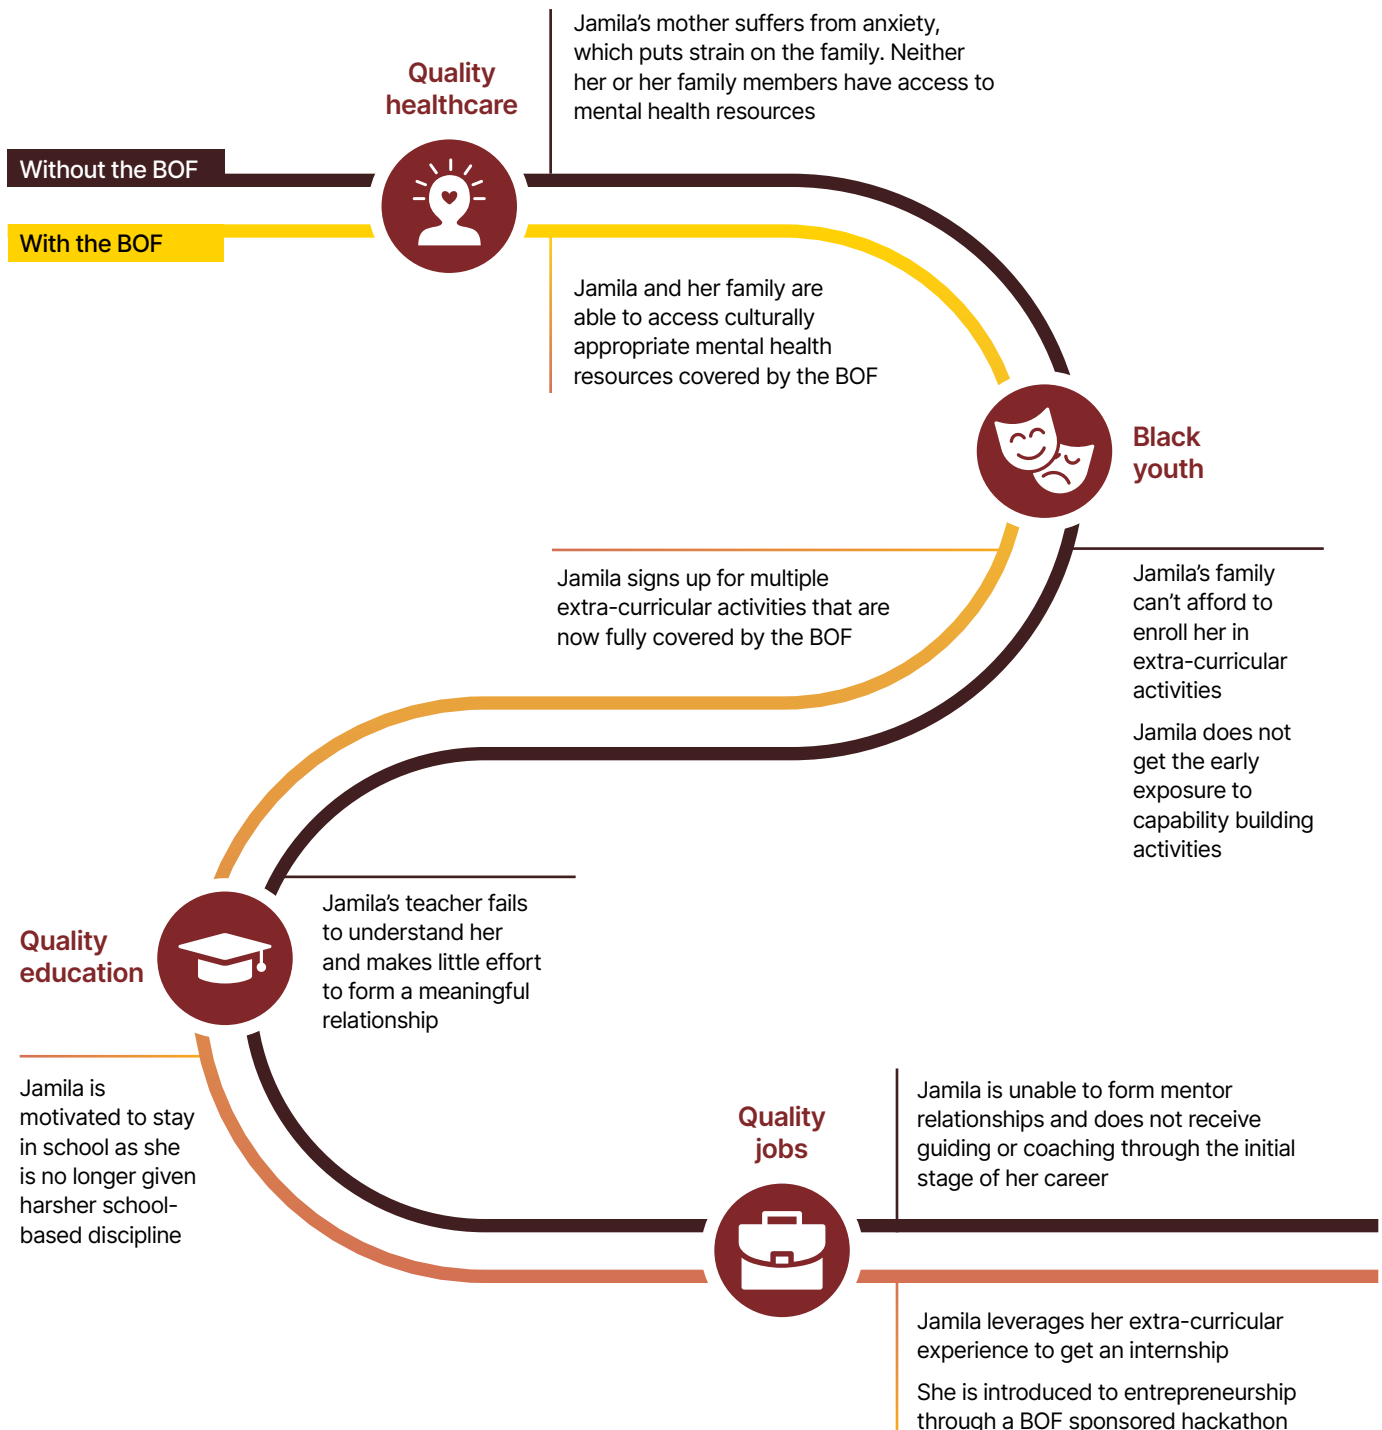 Jamila’s mother suffers from anxiety,
which puts strain on the family. Neither
her or her family members have access to
mental health resources
Quality
healthcare
Without the BOF
With the BOF
Jamila and her family are
able to access culturally
appropriate mental health
resources covered by the BOF
Black
youth
Jamila signs up for multiple
extra-curricular activities that are
now fully covered by the BOF
Jamila’s family
can’t afford to
enroll her in
extra-curricular
activities
Jamila does not
get the early
exposure to
capability building
activities
Quality
education
Jamila’s teacher fails
to understand her
and makes little effort
to form a meaningful
relationship
Jamila is
motivated to stay
in school as she
is no longer given
harsher school-
based discipline
Quality
jobs
Jamila is unable to form mentor
relationships and does not receive
guiding or coaching through the initial
stage of her career
Jamila leverages her extra-curricular
experience to get an internship
She is introduced to entrepreneurship
through a BOF sponsored hackathon